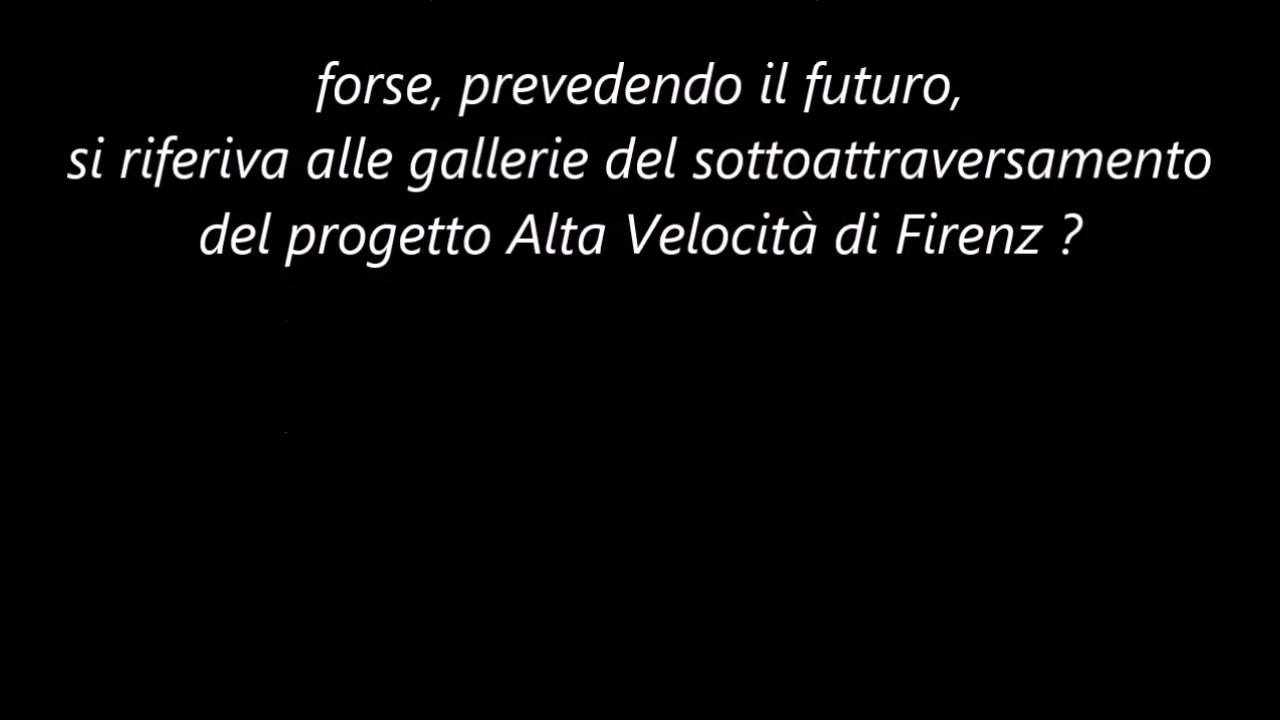 forse, prevedendo il futuro,
si riferiva alle gallerie del sottoattraversamento
del progetto Alta Velocità di Firenz ?